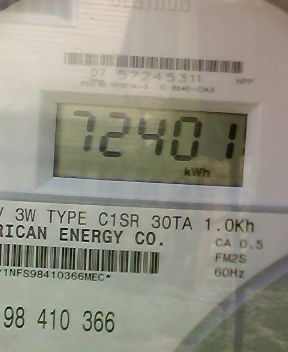 07 57245311
72401
kWh
3W TYPE C1SR 30TA 1.0Kh
RICAN ENERGY CO.
CA 0.5
FM2S
60Hz
1NFS98410366MEC*
98 410 366